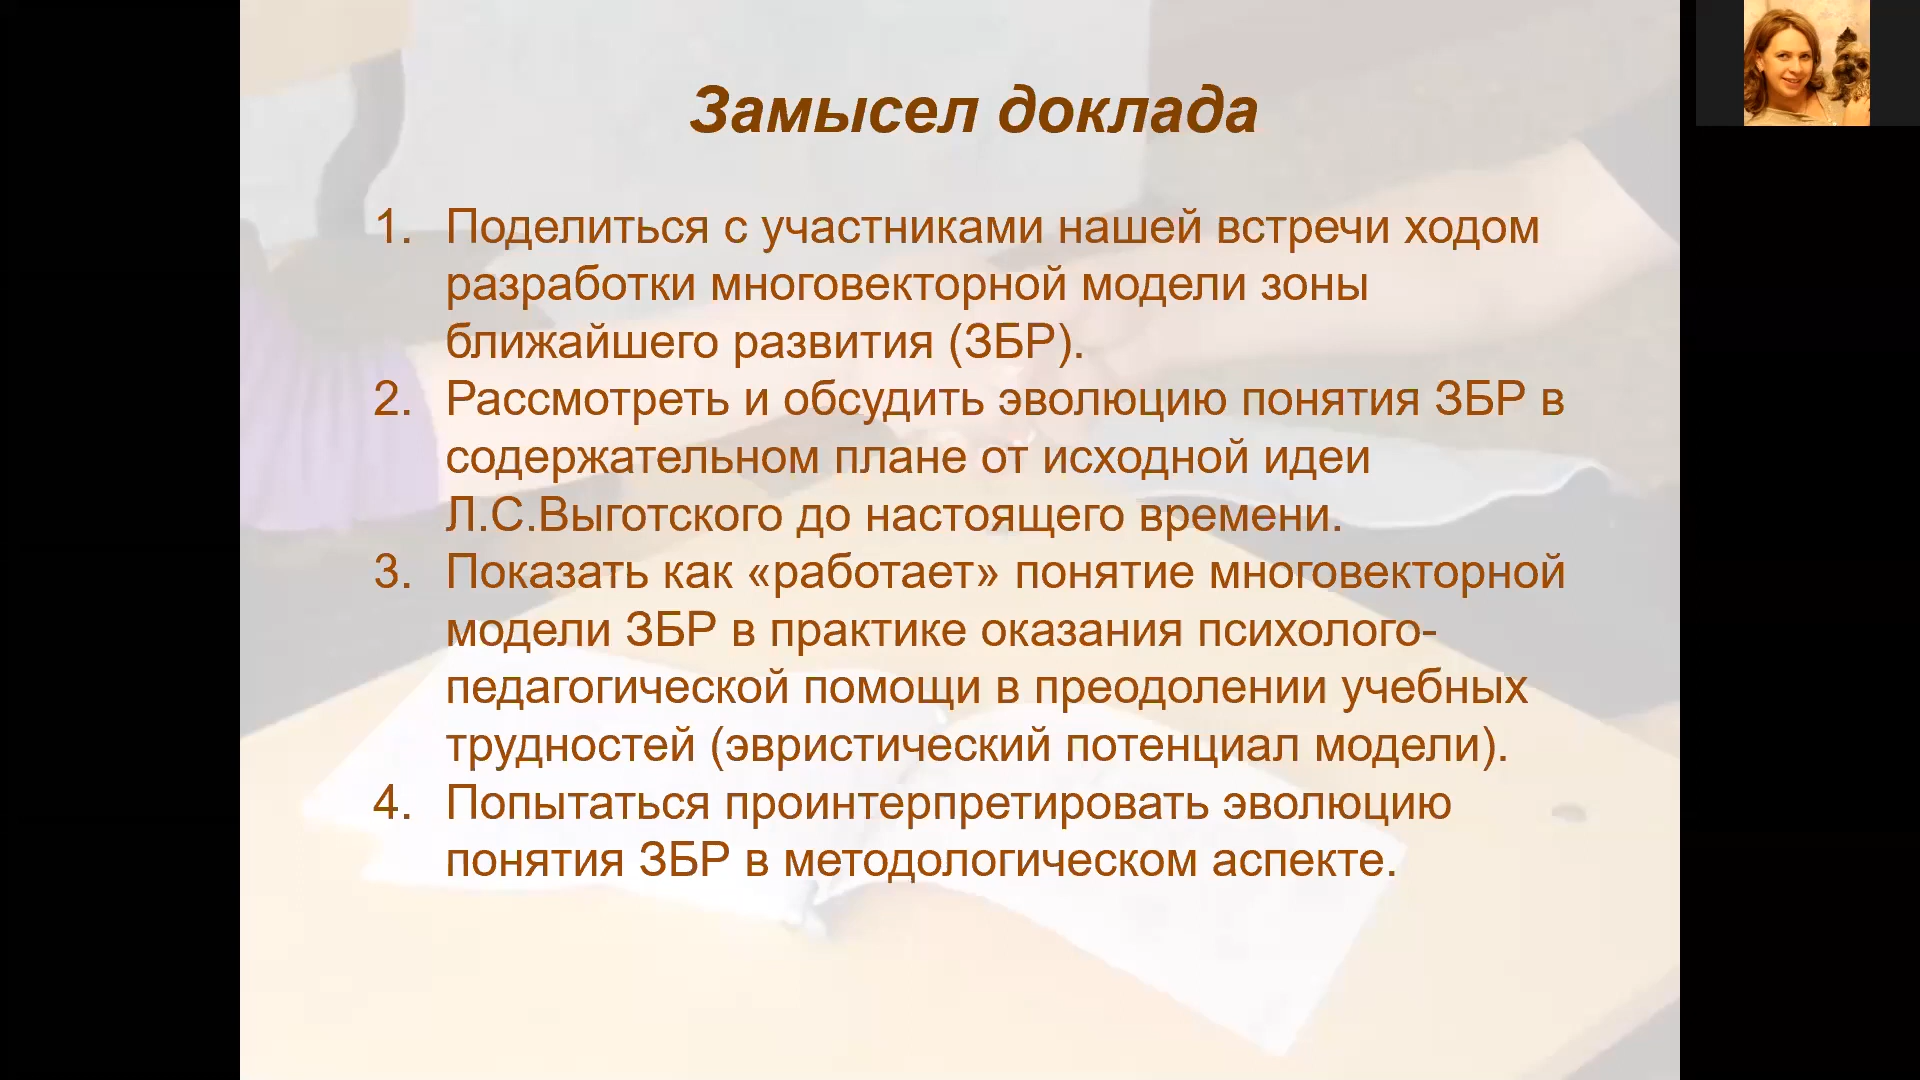 Замысел доклада
1. Поделиться с участниками нашей встречи ходом
разработки многовекторной модели зоны
ближайшего развития (ЗБР).
2. Рассмотреть и обсудить эволюцию понятия ЗБР в
содержательном плане от исходной идеи
Л.С.Выготского до настоящего времени.
3. Показать как «работает» понятие многовекторной
модели ЗБР в практике оказания психолого-
педагогической помощи в преодолении учебных
трудностей (эвристический потенциал модели).
4. Попытаться проинтерпретировать эволюцию
понятия ЗБР в методологическом аспекте.